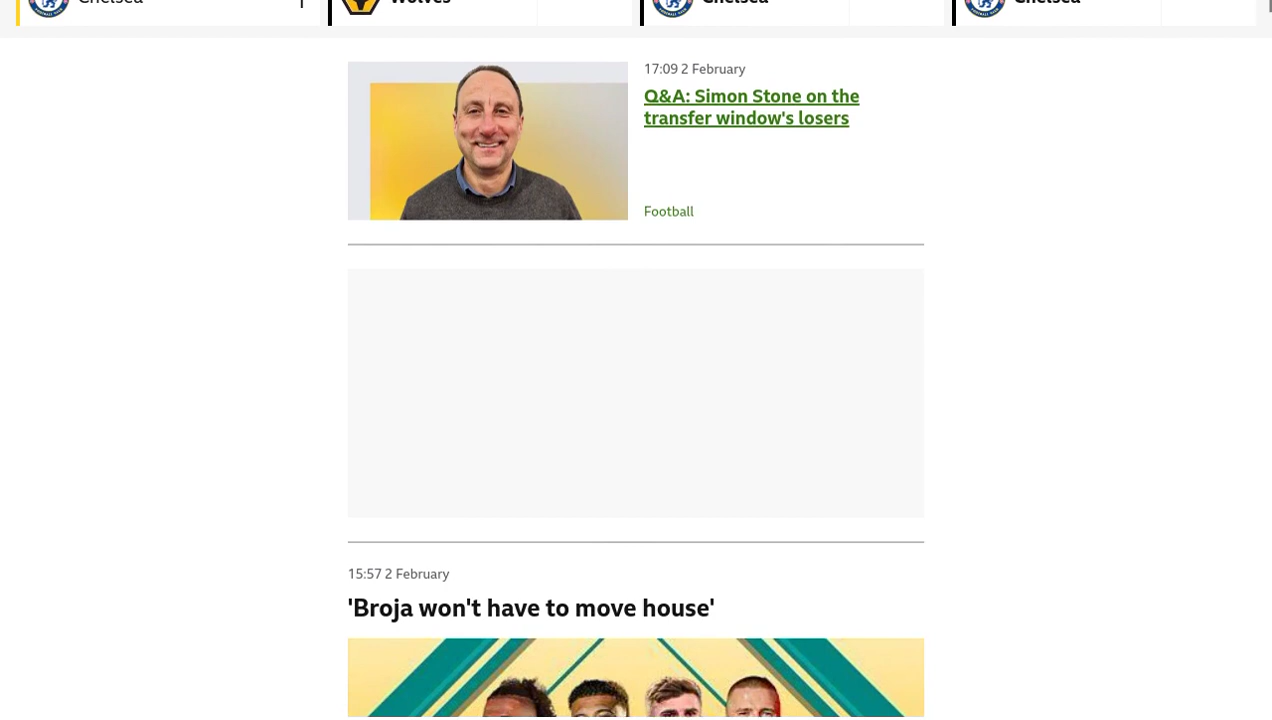 Chelsea
1
Wolves
Chelsea
Chelsea
17:09 2 February
Q&A: Simon Stone on the
transfer window's losers
Football
15:57 2 February
'Broja won't have to move house'